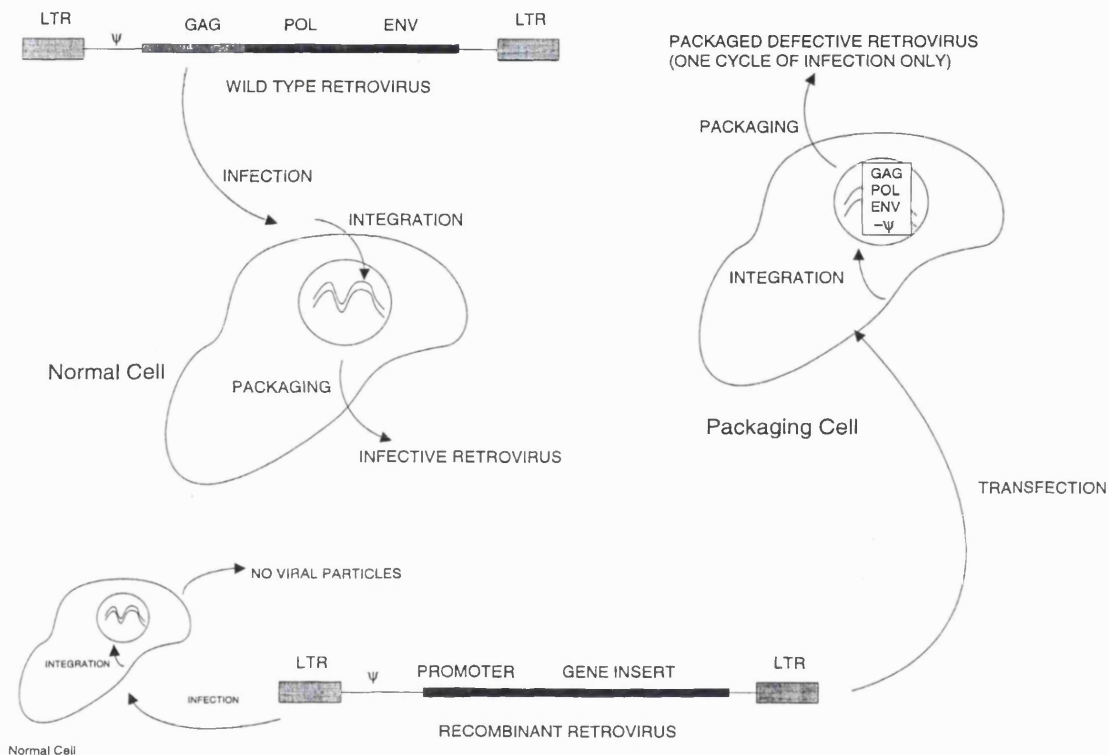 LTR
Ψ
GAG POL ENV
LTR
WILD TYPE RETROVIRUS
INFECTION
INTEGRATION
Normal Cell
PACKAGING
INFECTIVE RETROVIRUS
PACKAGED DEFECTIVE RETROVIRUS
(ONE CYCLE OF INFECTION ONLY)
PACKAGING
GAG
POL
ENV
–Ψ
INTEGRATION
Packaging Cell
TRANSFECTION
NO VIRAL PARTICLES
INTEGRATION
INFECTION
Normal Cell
LTR
Ψ
PROMOTER GENE INSERT
LTR
RECOMBINANT RETROVIRUS